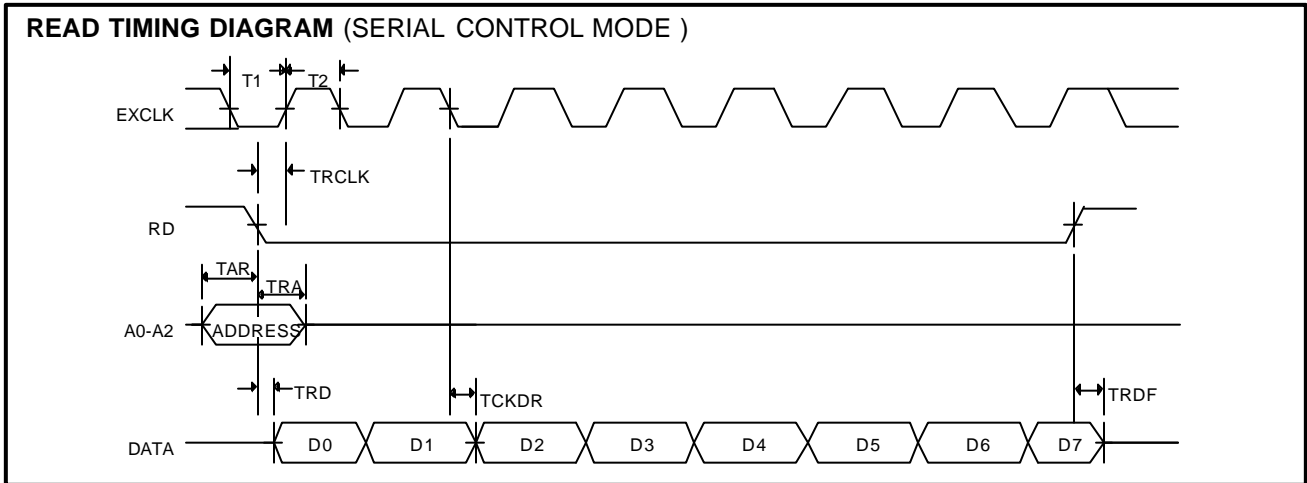 READ TIMING DIAGRAM (SERIAL CONTROL MODE )
T1 T2
EXCLK
TRCLK
RD
TAR
TRA
A0-A2 ADDRESS
TRD TCKDR TRDF
DATA D0 D1 D2 D3 D4 D5 D6 D7